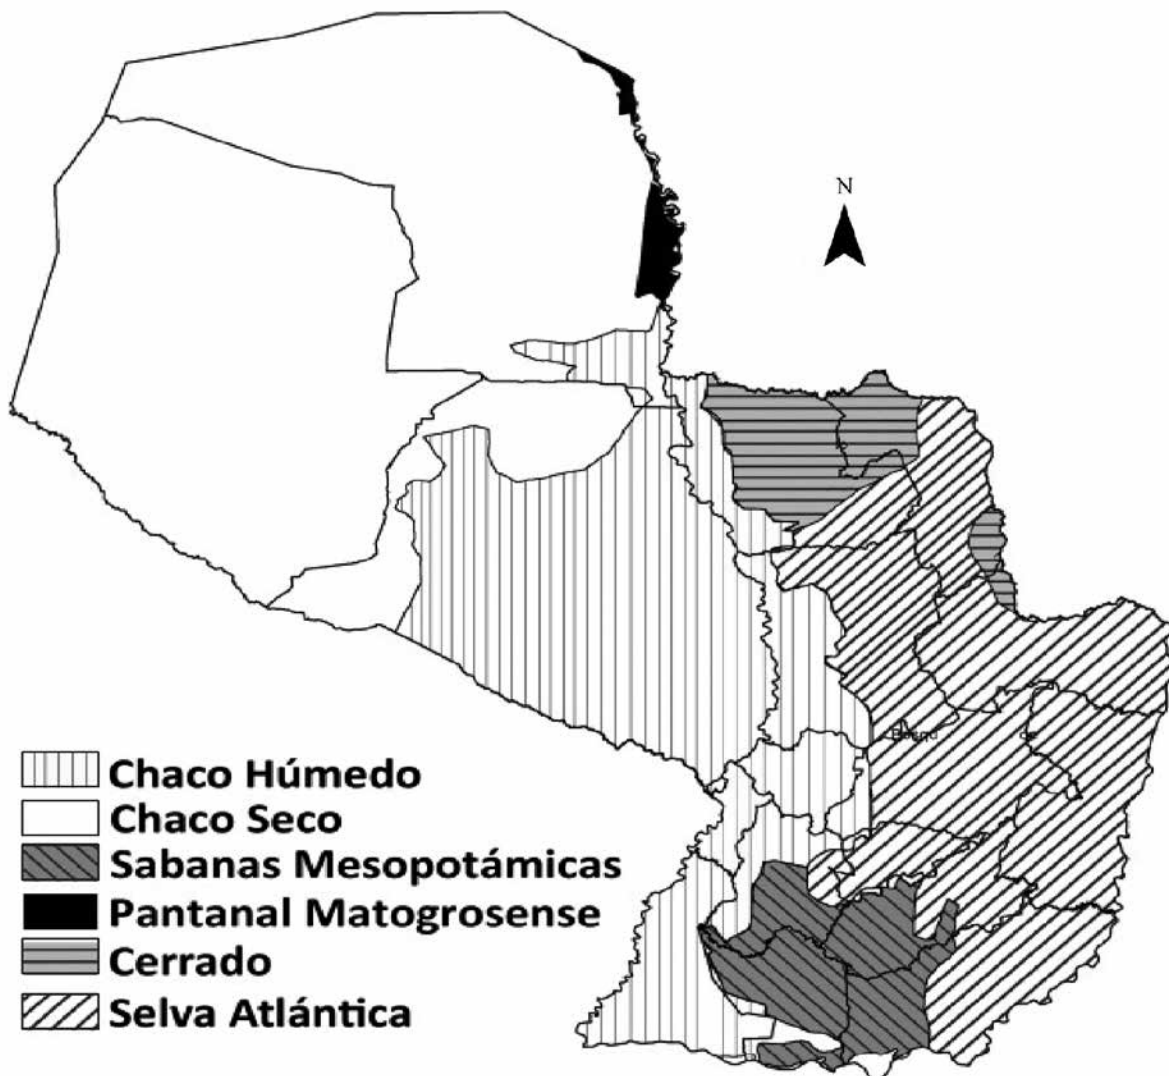 N
Chaco Húmedo
Chaco Seco
Sabanas Mesopotámicas
Pantanal Matogrosense
Cerrado
Selva Atlántica